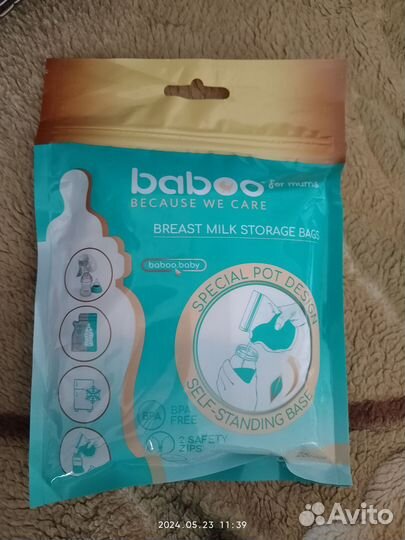 baboo for mums
BECAUSE WE CARE
BREAST MILK STORAGE BAGS
baboo.baby
SPECIAL POT DESIGN
SELF-STANDING BASE
BPA
BPA FREE
2 SAFETY ZIPS
2024.05.23 11:39
Avito